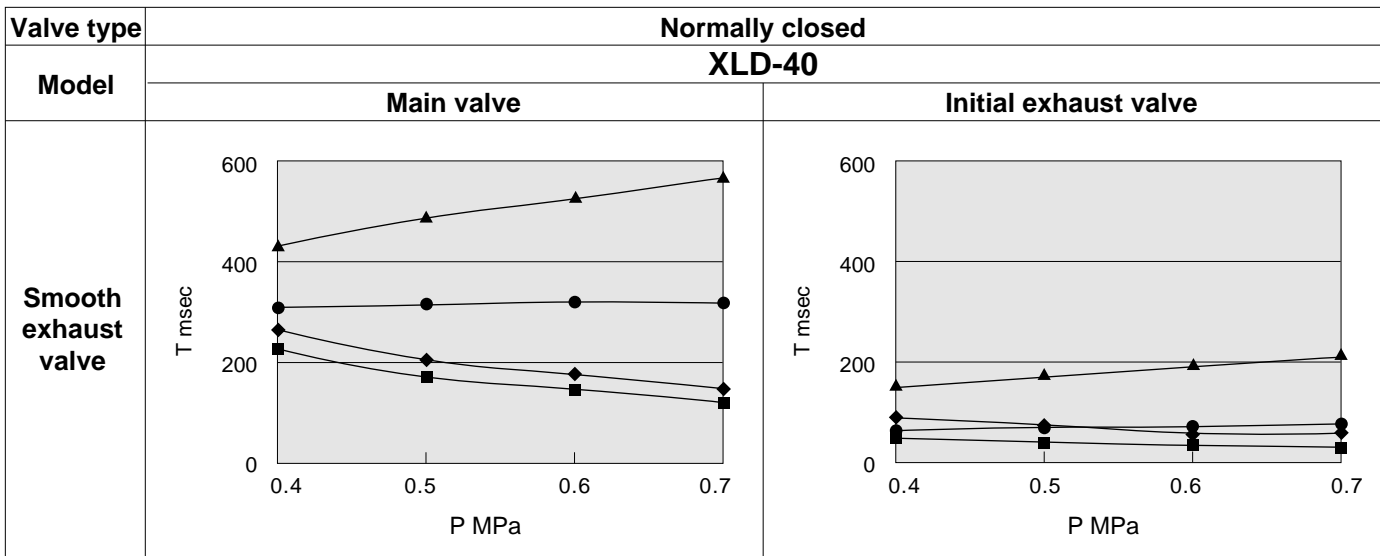 Valve type
Normally closed
Model
XLD-40
Main valve
Initial exhaust valve
Smooth
exhaust
valve
600
400
200
0
T msec
0.4 0.5 0.6 0.7
P MPa
600
400
200
0
T msec
0.4 0.5 0.6 0.7
P MPa